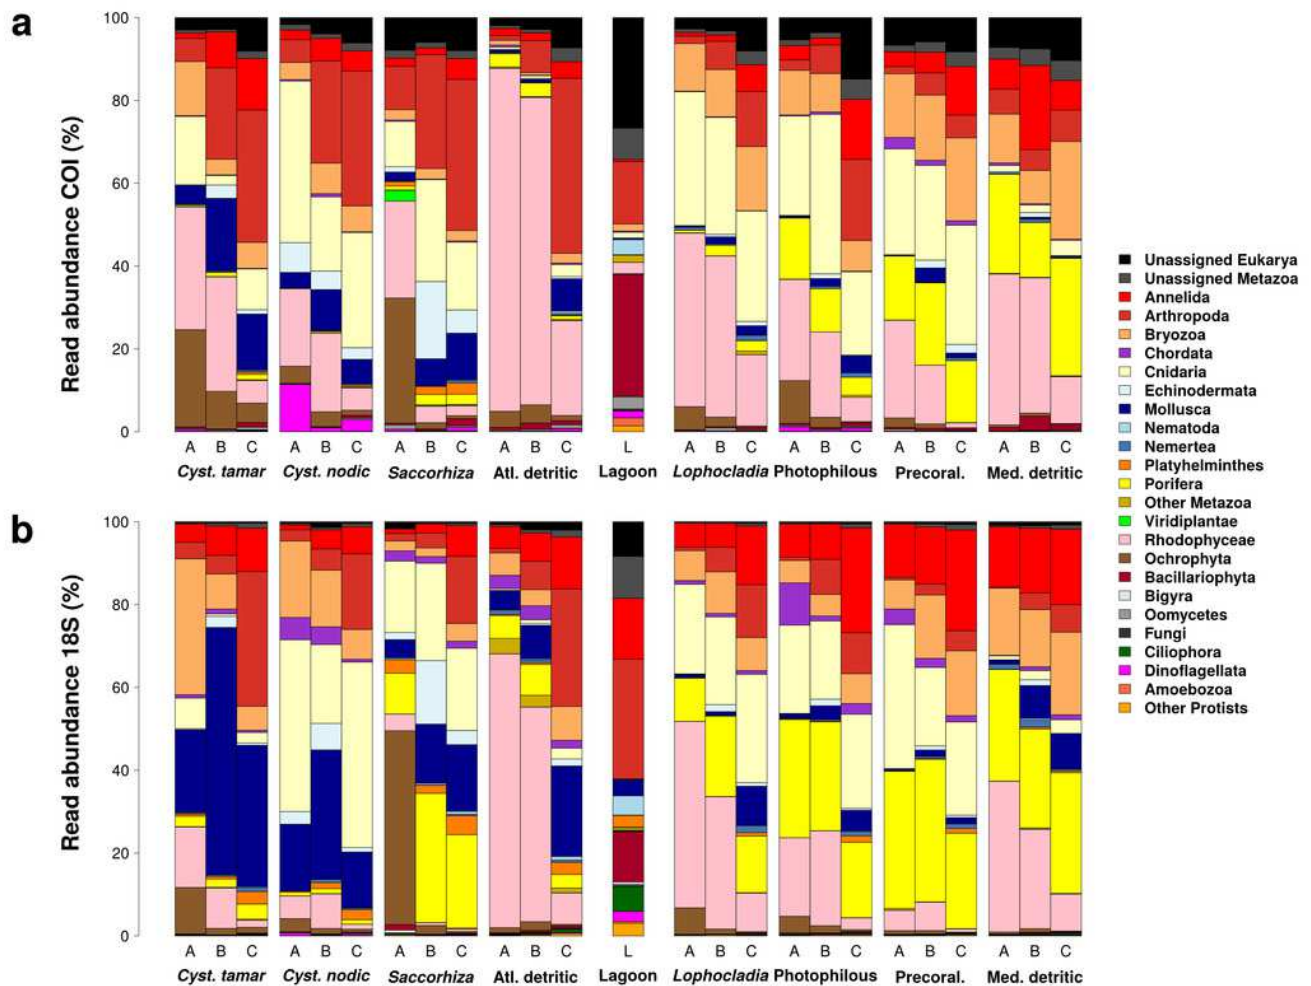 a
Read abundance COI (%)
100
80
60
40
20
0
A B C A B C A B C A B C L A B C A B C A B C A B C
Cyst. tamar Cyst. nodic Saccorhiza Atl. detritic Lagoon Lophocladia Photophilous Precoral. Med. detritic
b
Read abundance 18S (%)
100
80
60
40
20
0
A B C A B C A B C A B C L A B C A B C A B C A B C
Cyst. tamar Cyst. nodic Saccorhiza Atl. detritic Lagoon Lophocladia Photophilous Precoral. Med. detritic
Unassigned Eukarya
Unassigned Metazoa
Annelida
Arthropoda
Bryozoa
Chordata
Cnidaria
Echinodermata
Mollusca
Nematoda
Nemertea
Platyhelminthes
Porifera
Other Metazoa
Viridiplantae
Rhodophyceae
Ochrophyta
Bacillariophyta
Bigyra
Oomycetes
Fungi
Ciliophora
Dinoflagellata
Amoebozoa
Other Protists